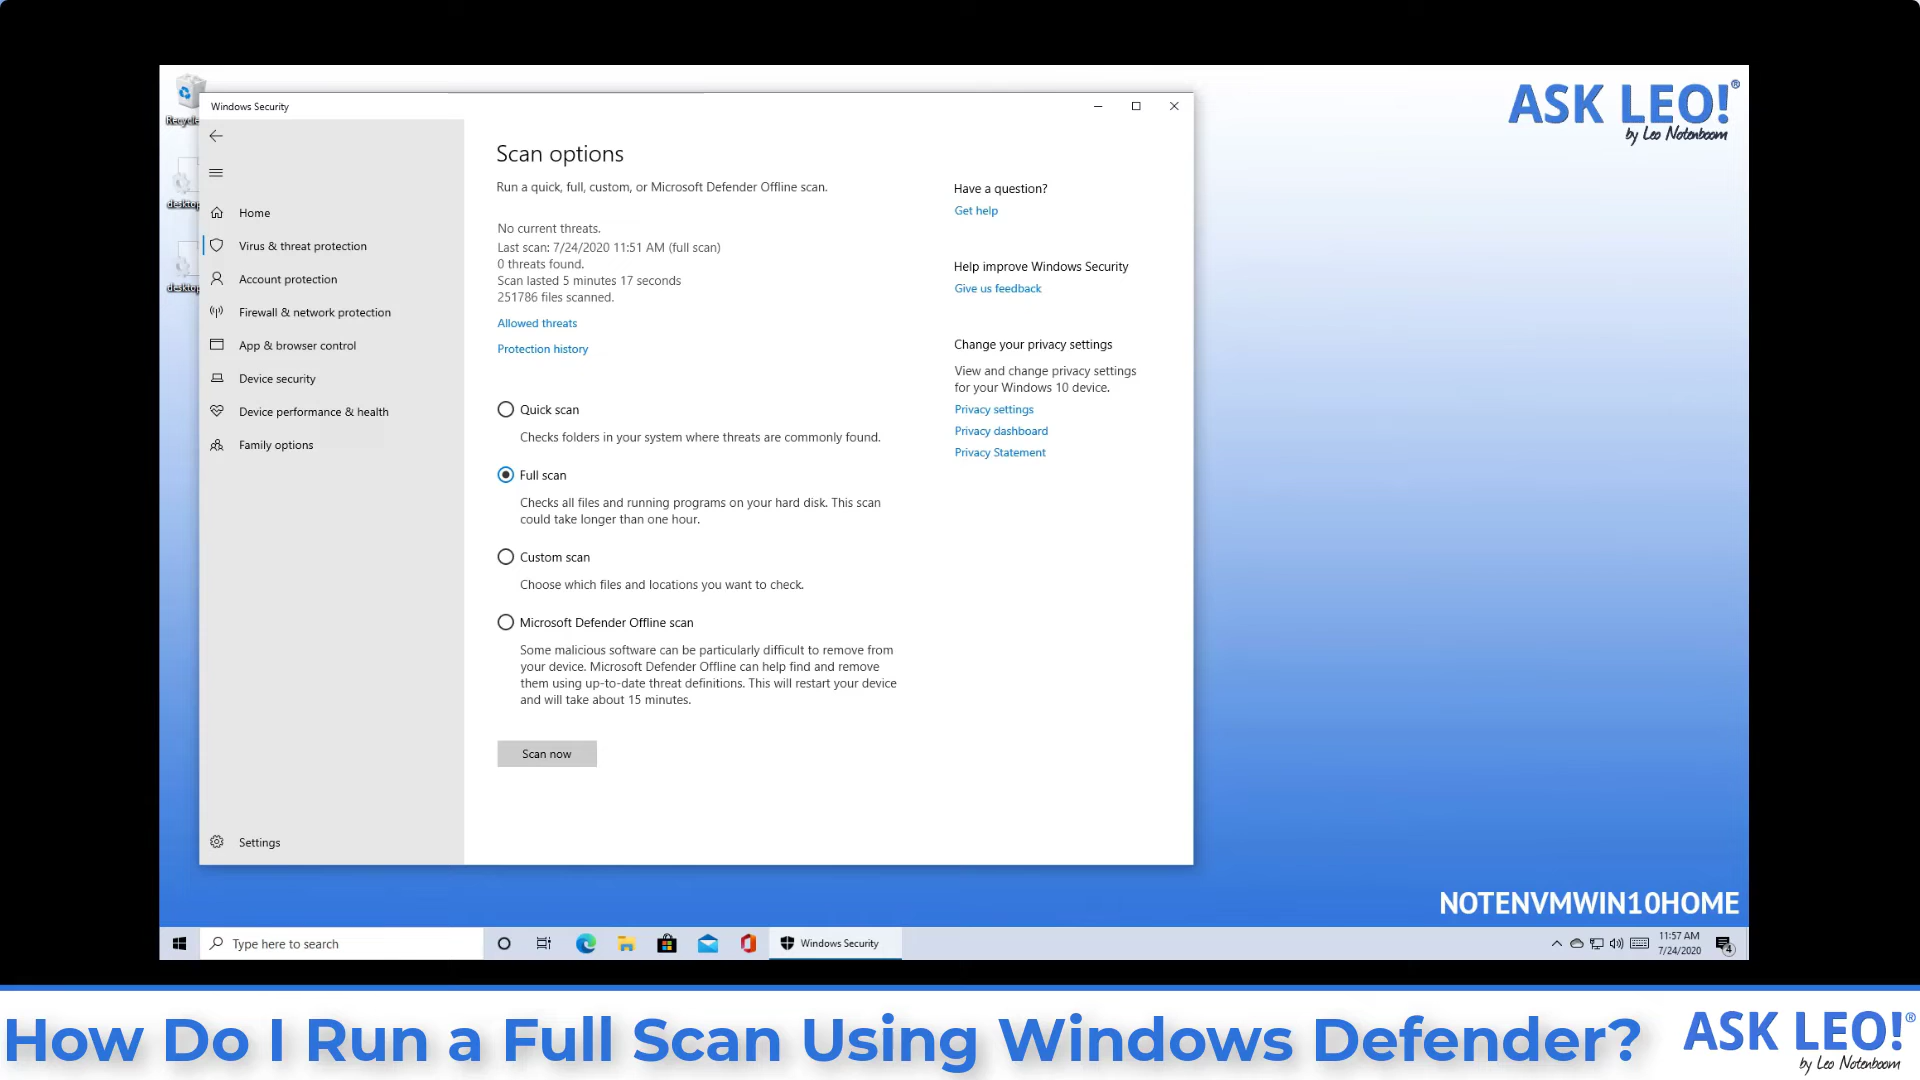 Recycle
desktop
desktop
Windows Security
Home
Virus & threat protection
Account protection
Firewall & network protection
App & browser control
Device security
Device performance & health
Family options
Settings
Scan options
Run a quick, full, custom, or Microsoft Defender Offline scan.
No current threats.
Last scan: 7/24/2020 11:51 AM (full scan)
0 threats found.
Scan lasted 5 minutes 17 seconds
251786 files scanned.
Allowed threats
Protection history
Quick scan
Checks folders in your system where threats are commonly found.
Full scan
Checks all files and running programs on your hard disk. This scan
could take longer than one hour.
Custom scan
Choose which files and locations you want to check.
Microsoft Defender Offline scan
Some malicious software can be particularly difficult to remove from
your device. Microsoft Defender Offline can help find and remove
them using up-to-date threat definitions. This will restart your device
and will take about 15 minutes.
Scan now
Have a question?
Get help
Help improve Windows Security
Give us feedback
Change your privacy settings
View and change privacy settings
for your Windows 10 device.
Privacy settings
Privacy dashboard
Privacy Statement
ASK LEO!®
by Leo Notenboom
NOTENVMWIN10HOME
Type here to search
Windows Security
11:57 AM
7/24/2020
4
How Do I Run a Full Scan Using Windows Defender?
ASK LEO!®
by Leo Notenboom